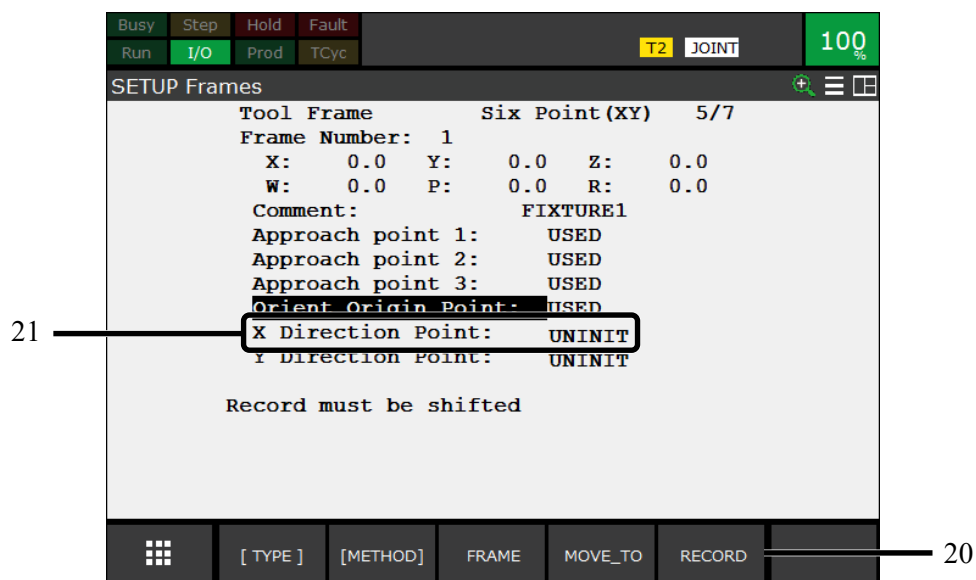 Busy Step Hold Fault
Run I/O Prod TCyc T2 JOINT 100%
SETUP Frames
Tool Frame Six Point(XY) 5/7
Frame Number: 1
X: 0.0 Y: 0.0 Z: 0.0
W: 0.0 P: 0.0 R: 0.0
Comment: FIXTURE1
Approach point 1: USED
Approach point 2: USED
Approach point 3: USED
Orient Origin Point: USED
21 X Direction Point: UNINIT
Y Direction Point: UNINIT
Record must be shifted
[ TYPE ] [METHOD] FRAME MOVE_TO RECORD 20